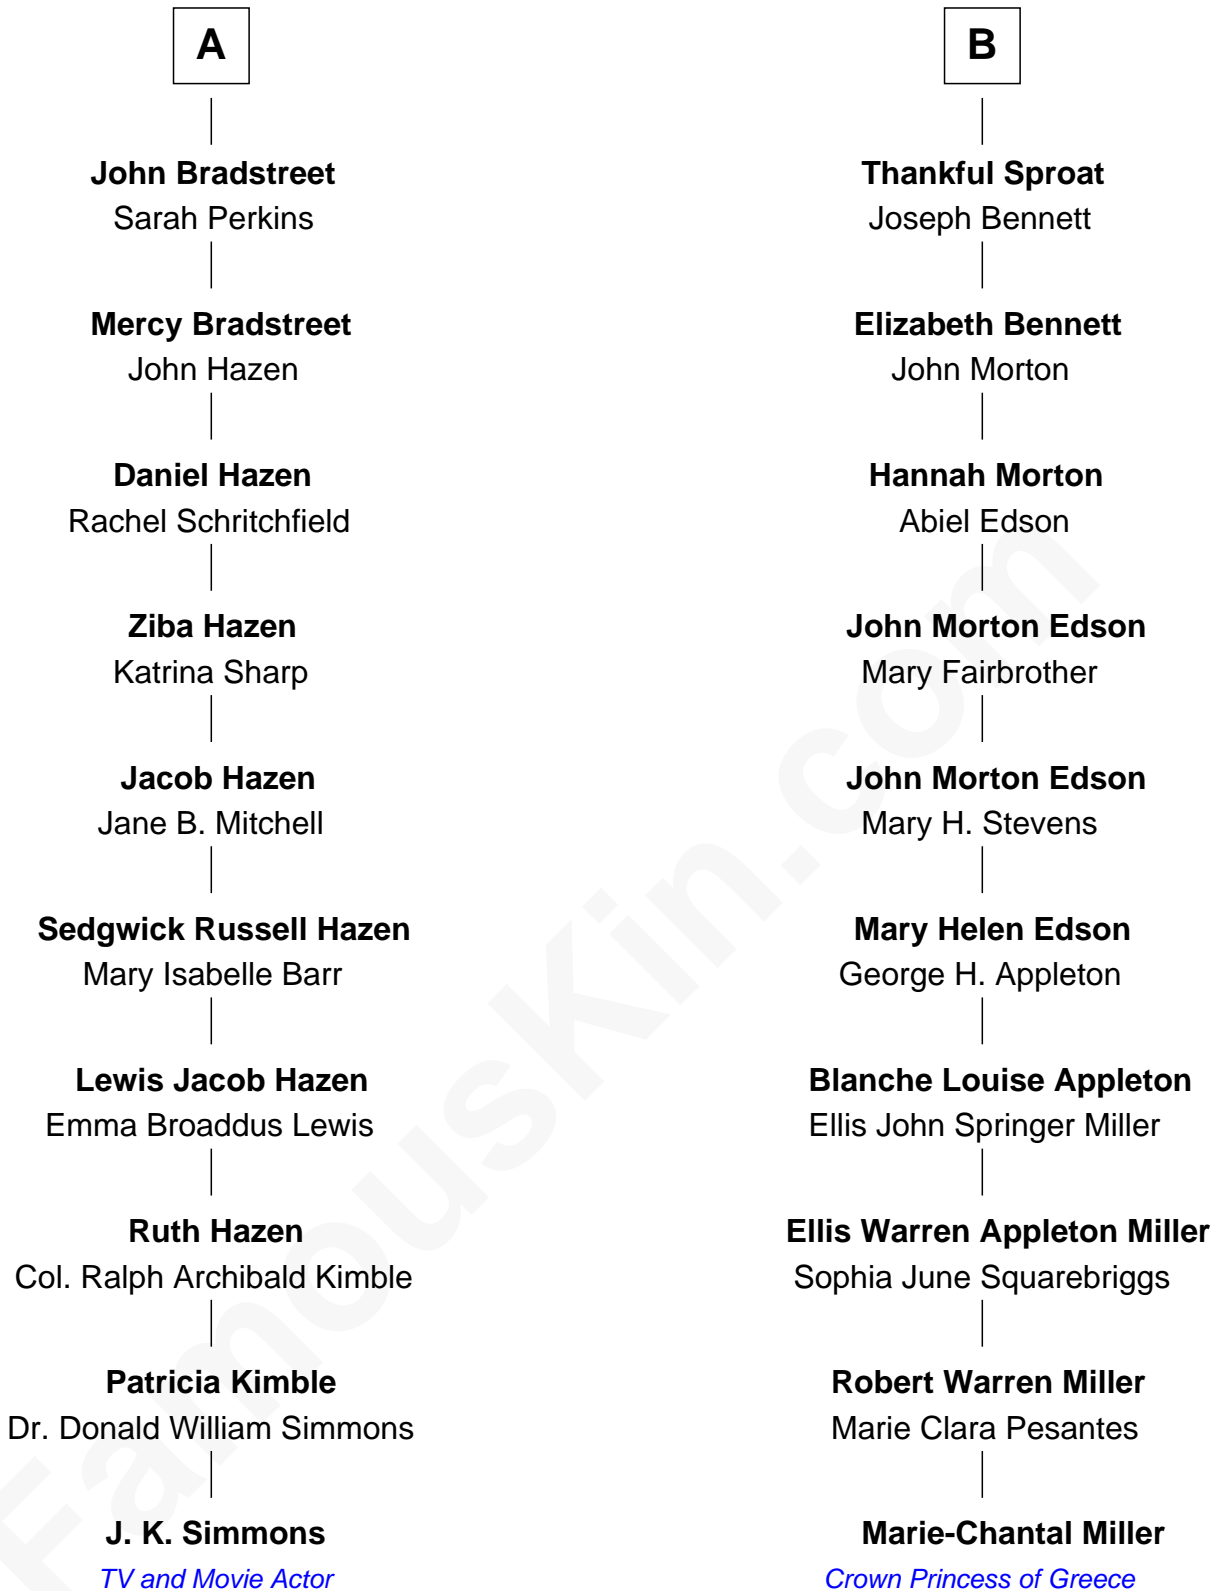 A
John Bradstreet
Sarah Perkins
Mercy Bradstreet
John Hazen
Daniel Hazen
Rachel Schritchfield
Ziba Hazen
Katrina Sharp
Jacob Hazen
Jane B. Mitchell
Sedgwick Russell Hazen
Mary Isabelle Barr
Lewis Jacob Hazen
Emma Broaddus Lewis
Ruth Hazen
Col. Ralph Archibald Kimble
Patricia Kimble
Dr. Donald William Simmons
J. K. Simmons
TV and Movie Actor
B
Thankful Sproat
Joseph Bennett
Elizabeth Bennett
John Morton
Hannah Morton
Abiel Edson
John Morton Edson
Mary Fairbrother
John Morton Edson
Mary H. Stevens
Mary Helen Edson
George H. Appleton
Blanche Louise Appleton
Ellis John Springer Miller
Ellis Warren Appleton Miller
Sophia June Squarebriggs
Robert Warren Miller
Marie Clara Pesantes
Marie-Chantal Miller
Crown Princess of Greece
FamousKin.com